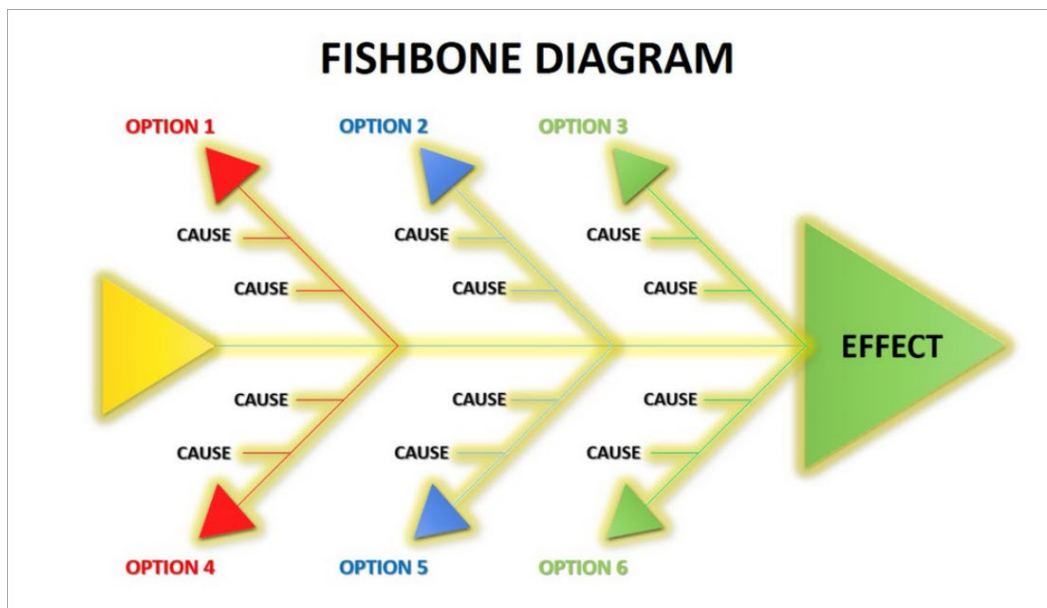 FISHBONE DIAGRAM
OPTION 1
OPTION 2
OPTION 3
CAUSE
CAUSE
CAUSE
CAUSE
CAUSE
CAUSE
EFFECT
CAUSE
CAUSE
CAUSE
CAUSE
CAUSE
CAUSE
OPTION 4
OPTION 5
OPTION 6